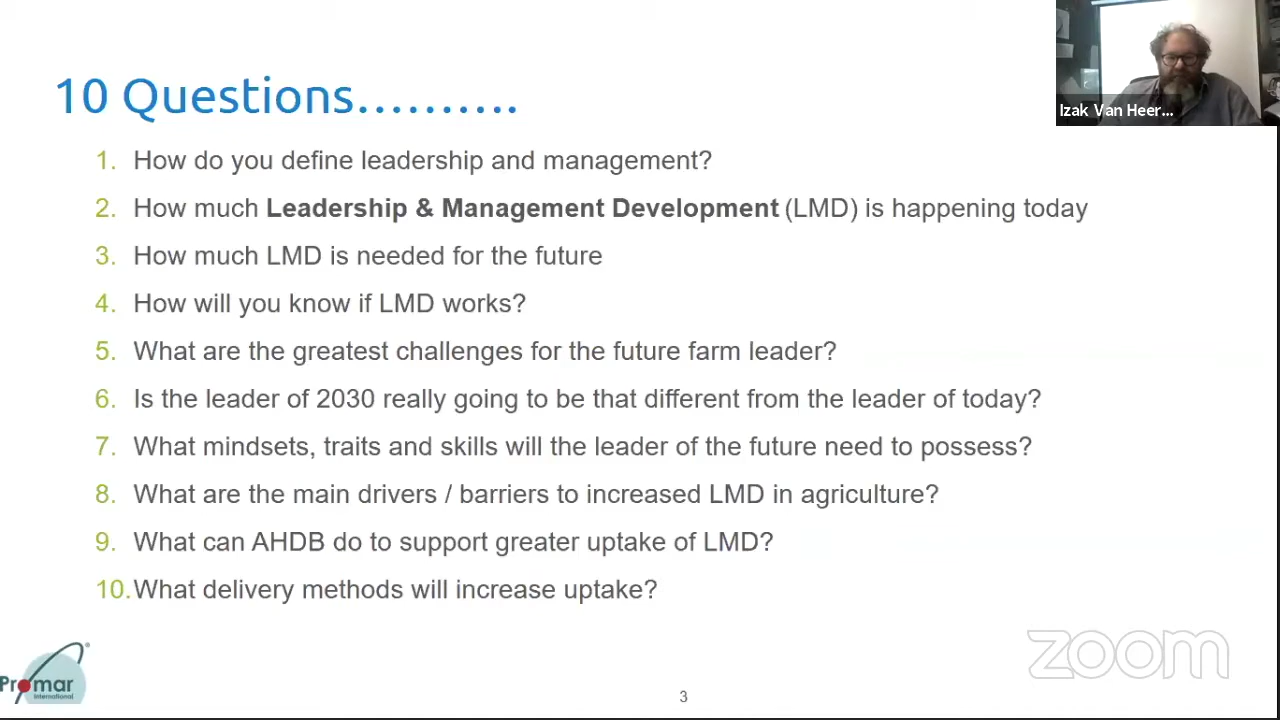 10 Questions……….
Izak Van Heer...
1. How do you define leadership and management?
2. How much Leadership & Management Development (LMD) is happening today
3. How much LMD is needed for the future
4. How will you know if LMD works?
5. What are the greatest challenges for the future farm leader?
6. Is the leader of 2030 really going to be that different from the leader of today?
7. What mindsets, traits and skills will the leader of the future need to possess?
8. What are the main drivers / barriers to increased LMD in agriculture?
9. What can AHDB do to support greater uptake of LMD?
10. What delivery methods will increase uptake?
Promar
International
®
zoom
3